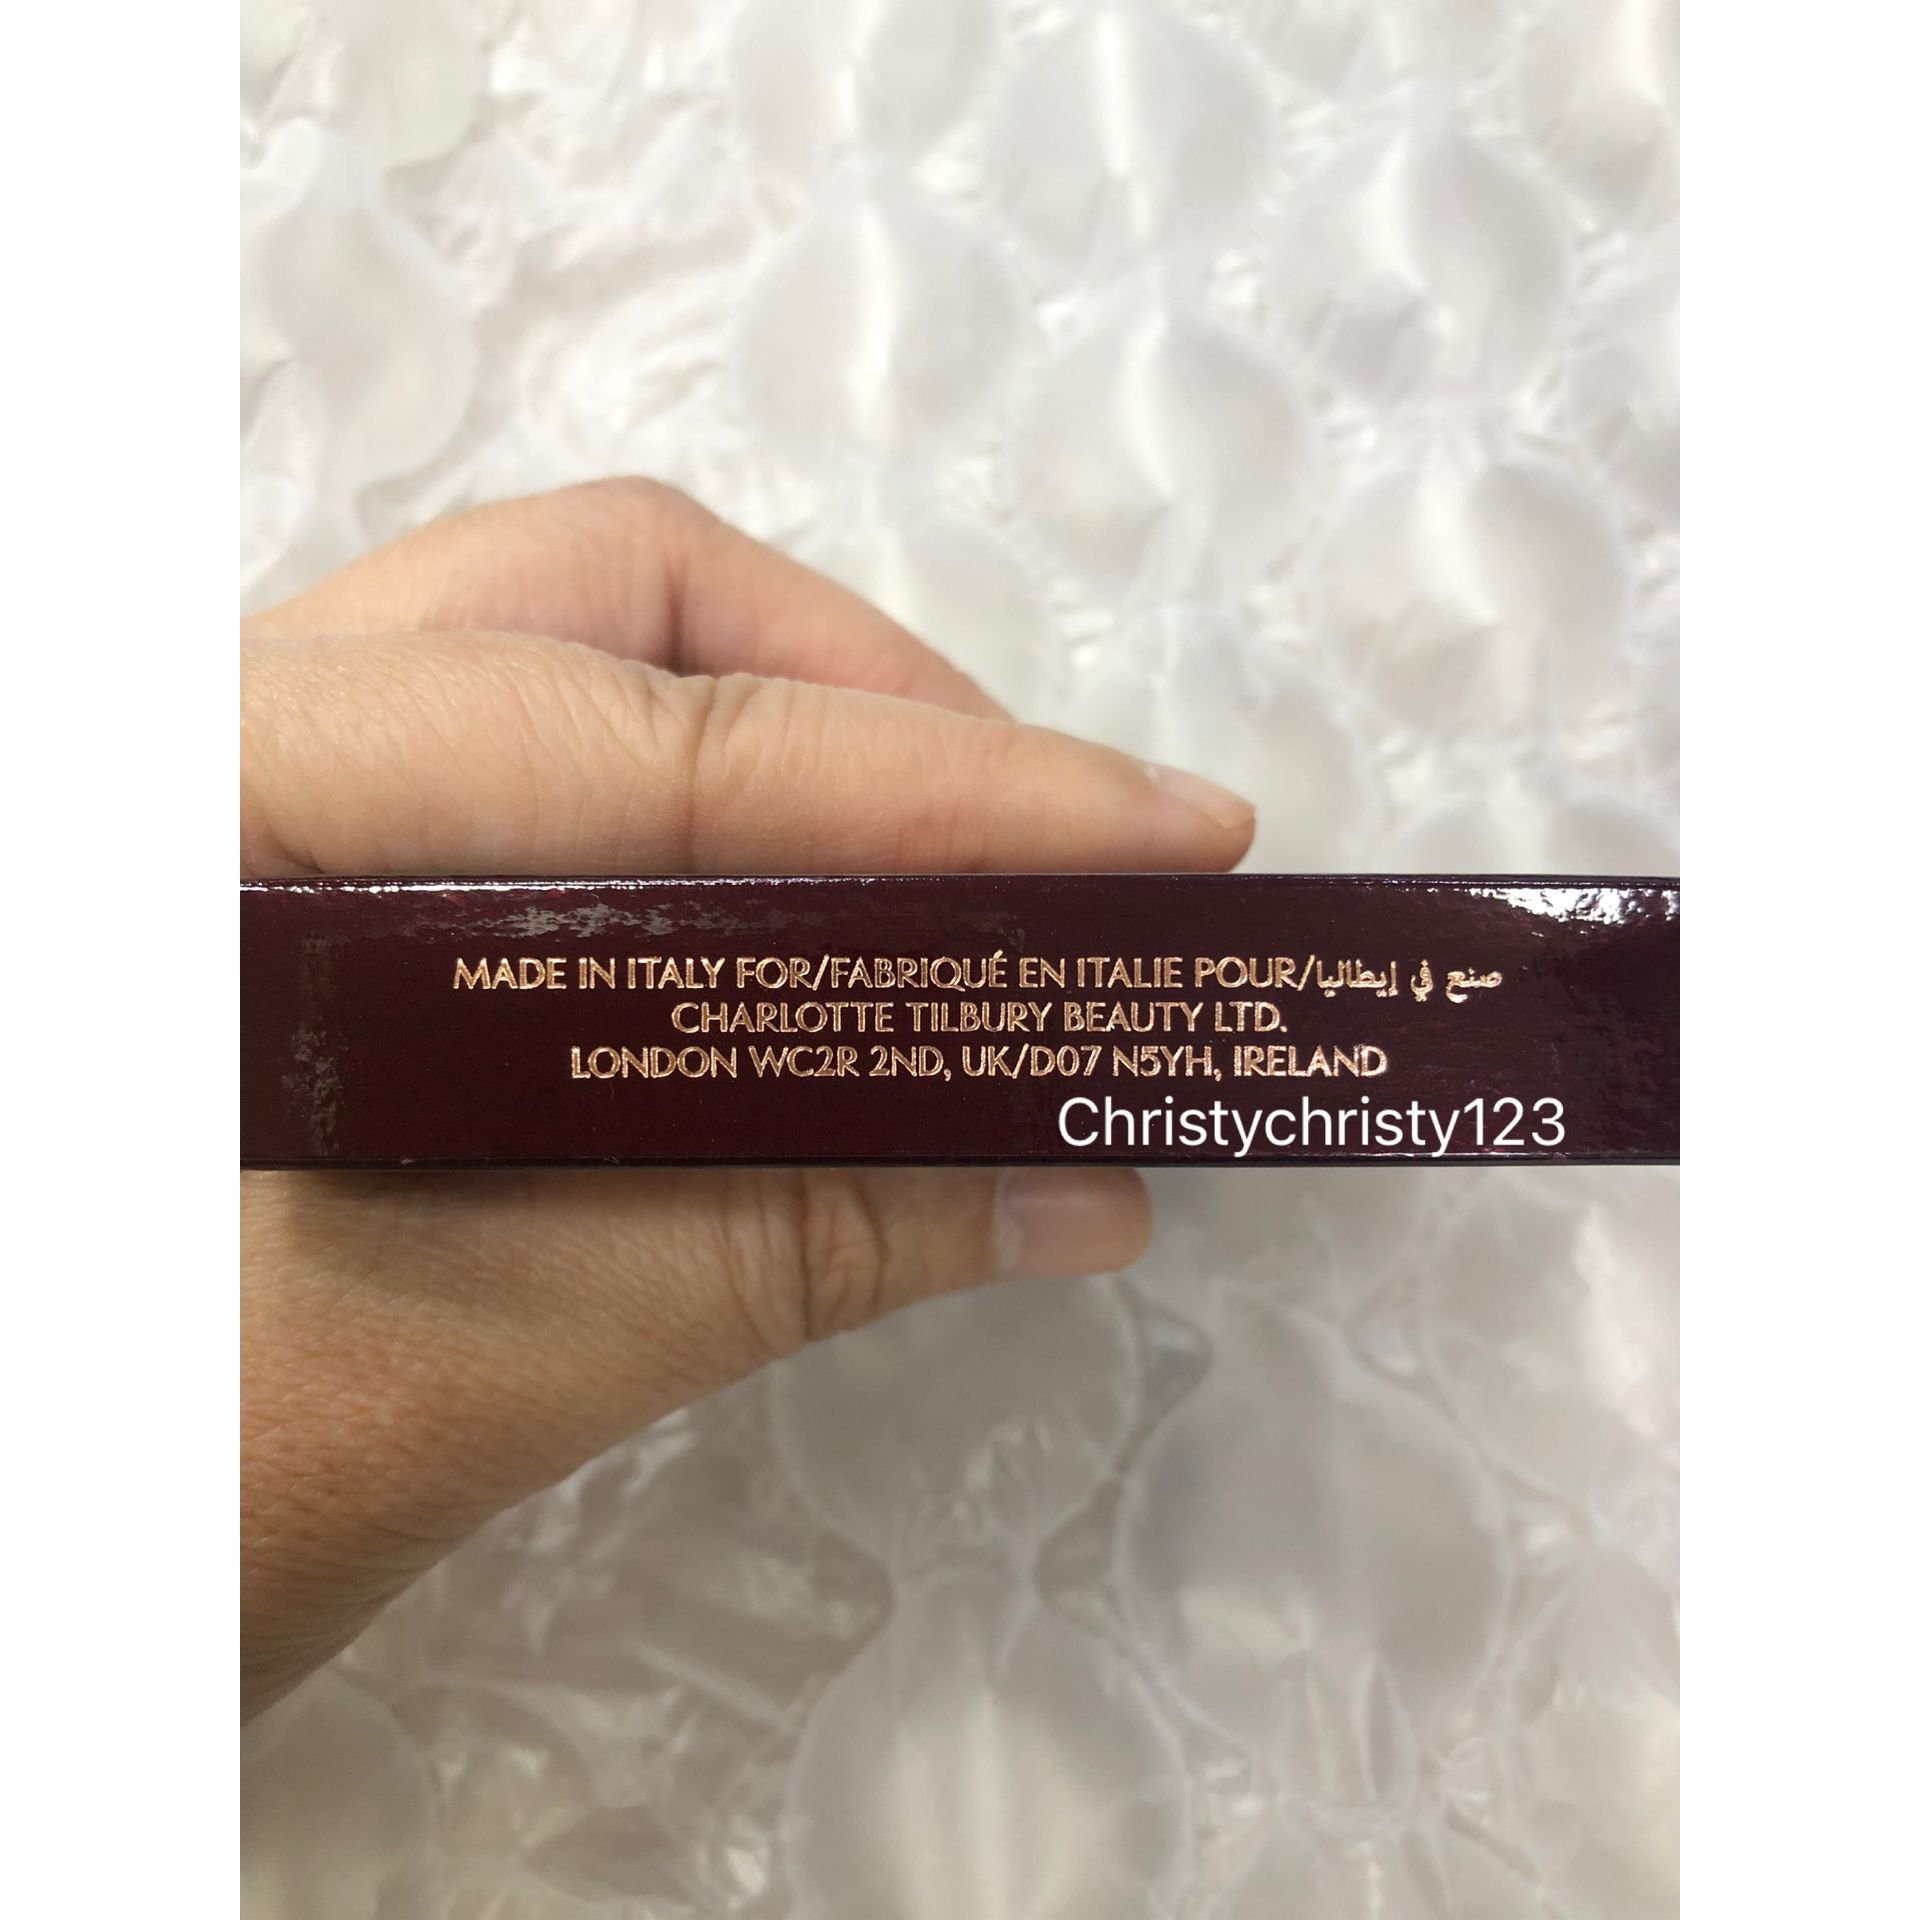 MADE IN ITALY FOR/FABRIQUÉ EN ITALIE POUR/صنع في إيطاليا
CHARLOTTE TILBURY BEAUTY LTD.
LONDON WC2R 2ND, UK/D07 N5YH, IRELAND
Christychristy123